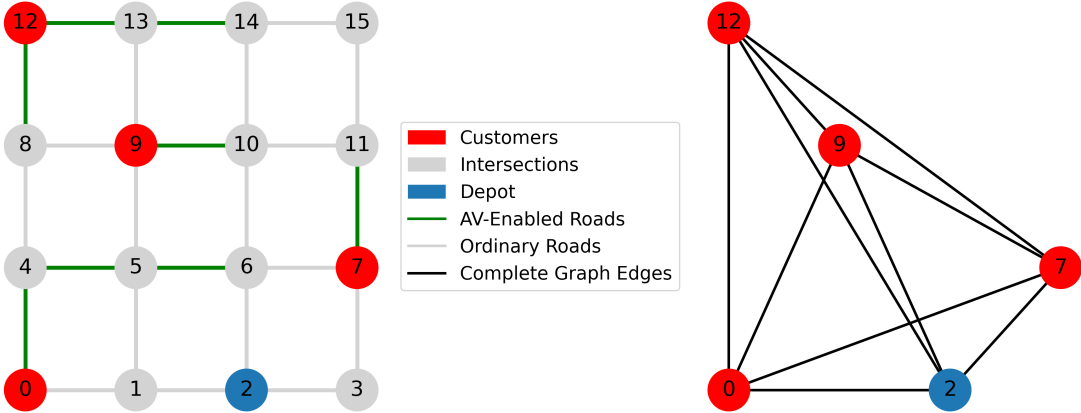 12 13 14 15
8 9 10 11
4 5 6 7
0 1 2 3
Customers
Intersections
Depot
AV-Enabled Roads
Ordinary Roads
Complete Graph Edges
12
9
7
0 2